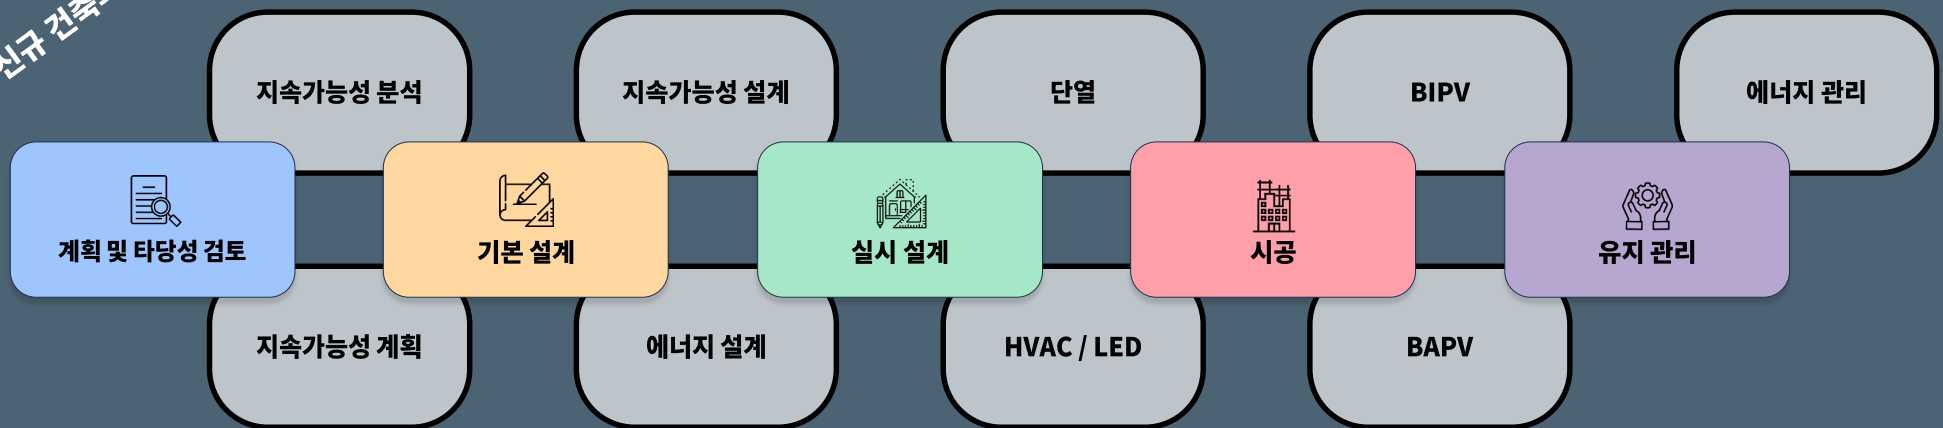 신규
지속가능성 분석
지속가능성 설계
단열
BIPV
에너지 관리
계획 및 타당성 검토
기본 설계
실시 설계
시공
유지 관리
지속가능성 계획
에너지 설계
HVAC / LED
BAPV